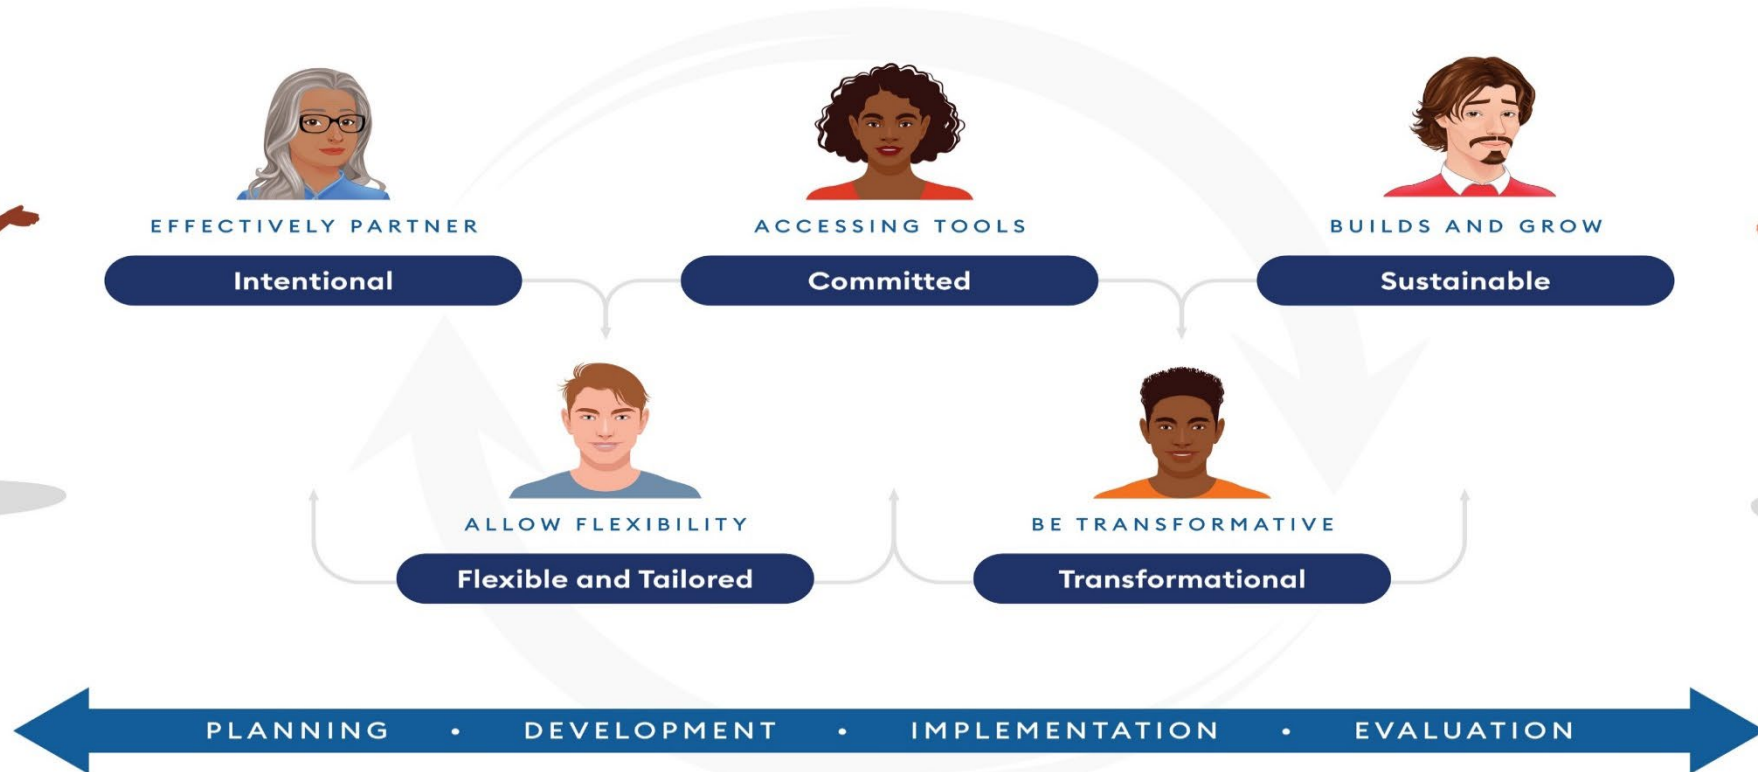 EFFECTIVELY PARTNER
Intentional
ACCESSING TOOLS
Committed
BUILDS AND GROW
Sustainable
ALLOW FLEXIBILITY
Flexible and Tailored
BE TRANSFORMATIVE
Transformational
PLANNING • DEVELOPMENT • IMPLEMENTATION • EVALUATION